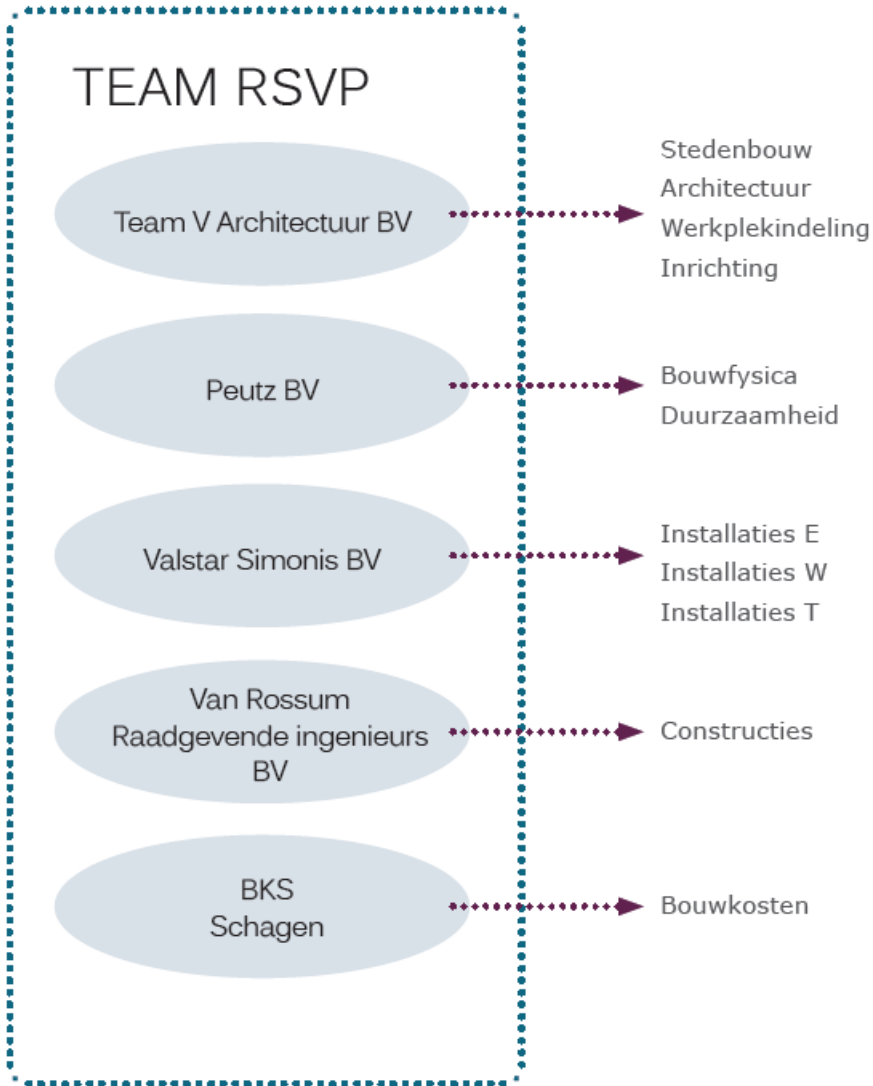 TEAM RSVP
Team V Architectuur BV
Stedenbouw
Architectuur
Werkplekindeling
Inrichting
Peutz BV
Bouwfysica
Duurzaamheid
Valstar Simonis BV
Installaties E
Installaties W
Installaties T
Van Rossum
Raadgevende ingenieurs
BV
Constructies
BKS
Schagen
Bouwkosten